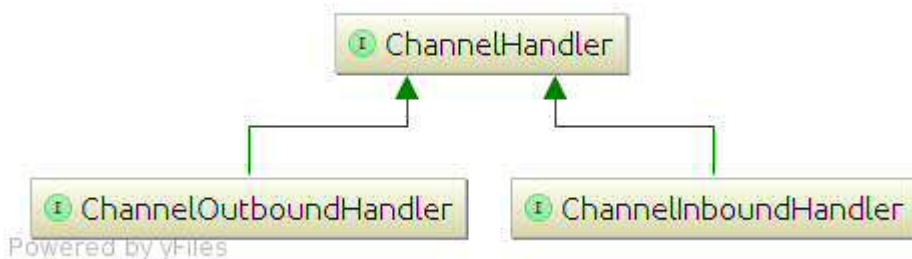 I ChannelHandler
I ChannelOutboundHandler
I ChannelInboundHandler
Powered by yFiles